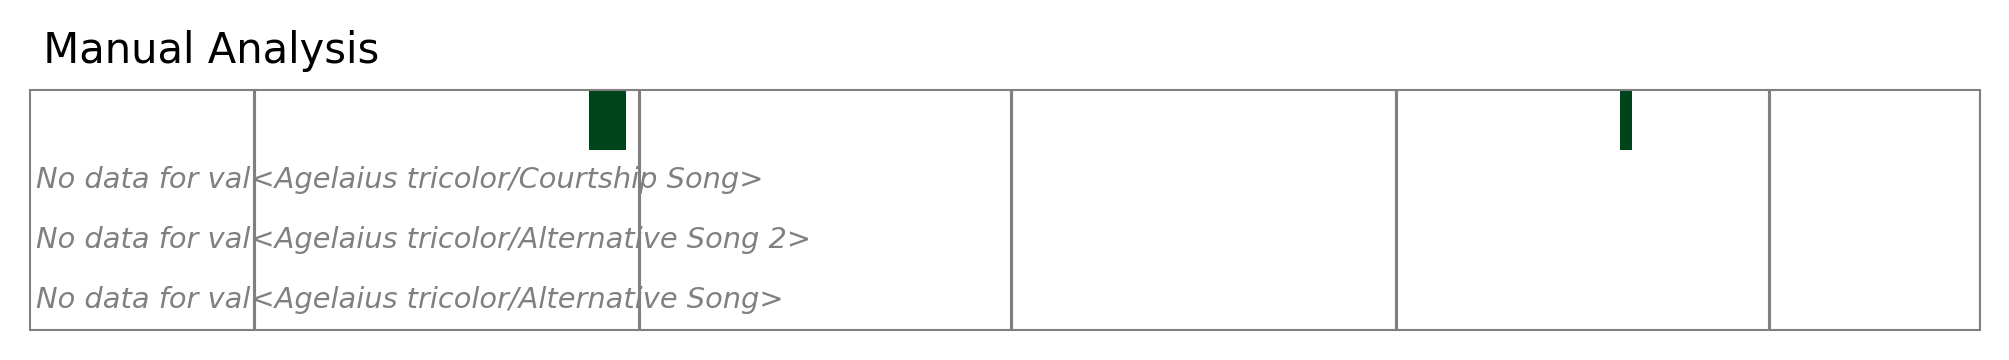 Manual Analysis
No data for val<Agelaius tricolor/Courtship Song>
No data for val<Agelaius tricolor/Alternative Song 2>
No data for val<Agelaius tricolor/Alternative Song>